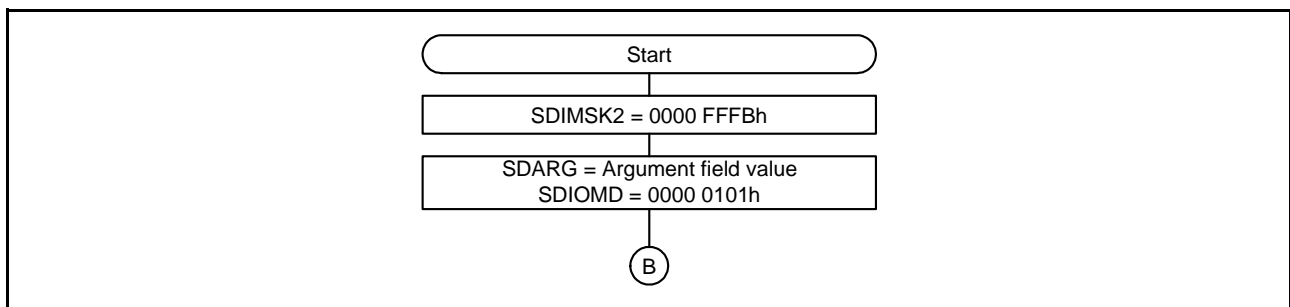 Start
SDIMSK2 = 0000 FFFBh
SDARG = Argument field value
SDIOMD = 0000 0101h
B